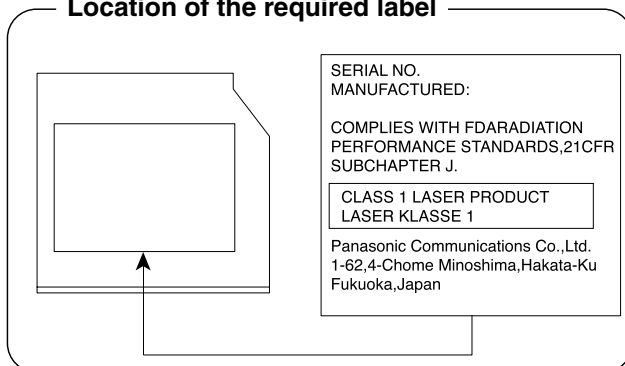 Location of the required label
SERIAL NO.
MANUFACTURED:
COMPLIES WITH FDARADIATION
PERFORMANCE STANDARDS,21CFR
SUBCHAPTER J.
CLASS 1 LASER PRODUCT
LASER KLASSE 1
Panasonic Communications Co.,Ltd.
1-62,4-Chome Minoshima,Hakata-Ku
Fukuoka,Japan